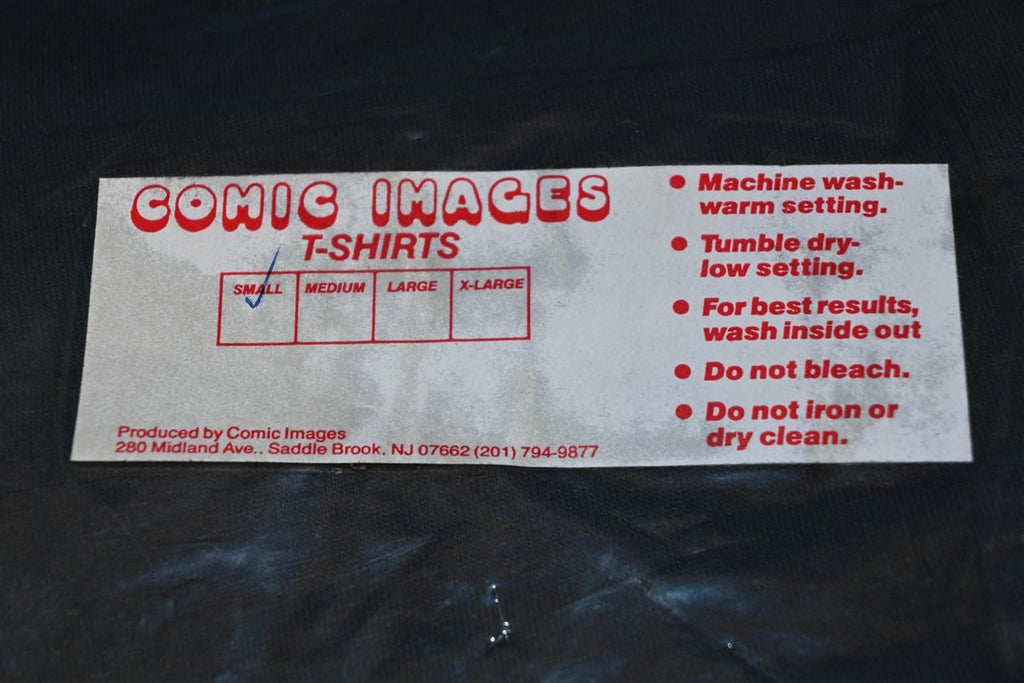 COMIC IMAGES
T-SHIRTS
SMALL MEDIUM LARGE X-LARGE
Produced by Comic Images
280 Midland Ave.. Saddle Brook, NJ 07662 (201) 794-9877
• Machine wash-
warm setting.
• Tumble dry-
low setting.
• For best results,
wash inside out
• Do not bleach.
• Do not iron or
dry clean.